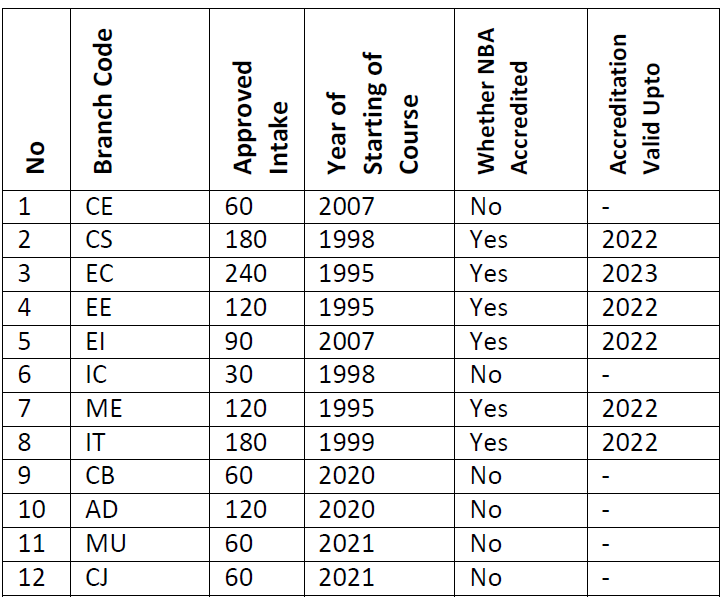 No Branch Code Approved Intake Year of Starting of Course Whether NBA Accredited Accreditation Valid Upto
1 CE 60 2007 No -
2 CS 180 1998 Yes 2022
3 EC 240 1995 Yes 2023
4 EE 120 1995 Yes 2022
5 EI 90 2007 Yes 2022
6 IC 30 1998 No -
7 ME 120 1995 Yes 2022
8 IT 180 1999 Yes 2022
9 CB 60 2020 No -
10 AD 120 2020 No -
11 MU 60 2021 No -
12 CJ 60 2021 No -